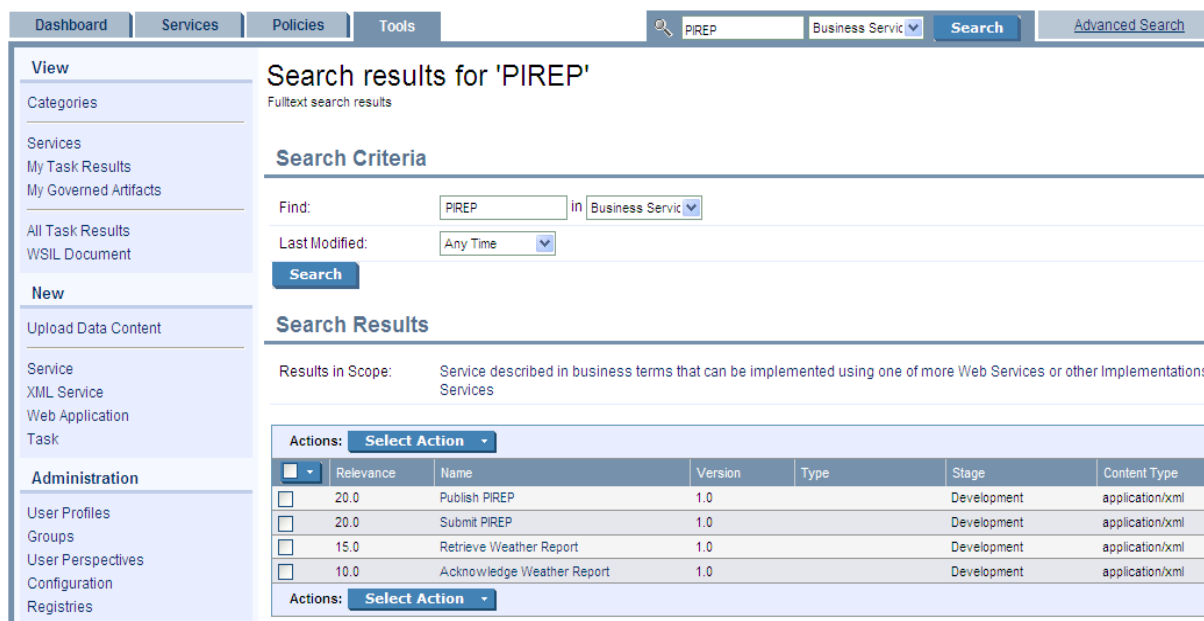 Dashboard Services Policies Tools PIREP Business Servic Search Advanced Search
View
Categories
Services
My Task Results
My Governed Artifacts
All Task Results
WSIL Document
New
Upload Data Content
Service
XML Service
Web Application
Task
Administration
User Profiles
Groups
User Perspectives
Configuration
Registries
Search results for 'PIREP'
Fulltext search results
Search Criteria
Find: PIREP in Business Servic
Last Modified: Any Time
Search
Search Results
Results in Scope: Service described in business terms that can be implemented using one of more Web Services or other Implementations
Services
Actions: Select Action
Relevance Name Version Type Stage Content Type
20.0 Publish PIREP 1.0 Development application/xml
20.0 Submit PIREP 1.0 Development application/xml
15.0 Retrieve Weather Report 1.0 Development application/xml
10.0 Acknowledge Weather Report 1.0 Development application/xml
Actions: Select Action